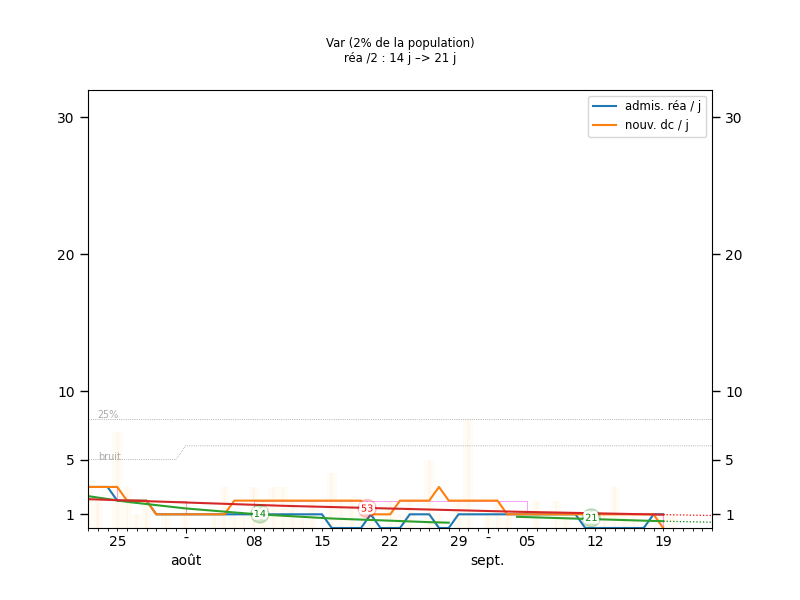 Var (2% de la population)
réa /2 : 14 j –> 21 j
admis. réa / j
nouv. dc / j
30 30
20 20
10 10
25%
5 bruit 5
1 14 53 21 1
25 - 08 15 22 29 - 05 12 19
août sept.